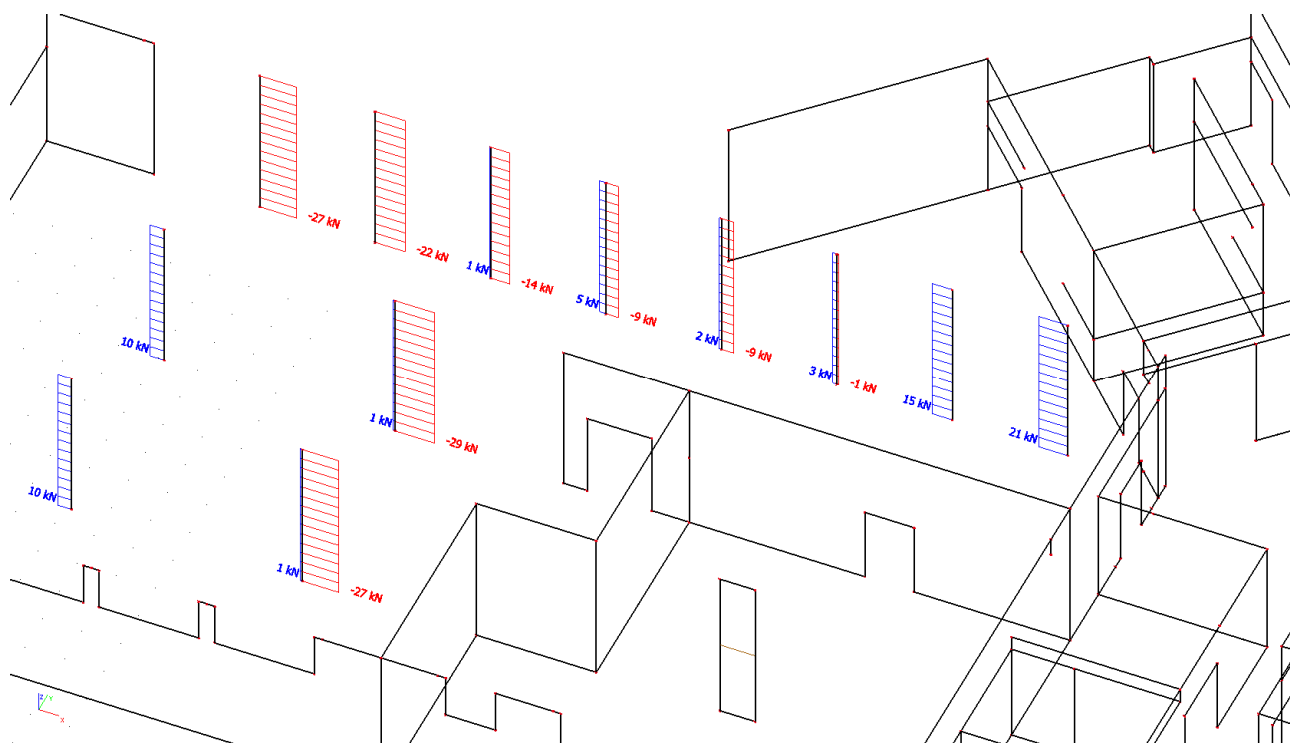 -27 kN
-22 kN
1 kN
-14 kN
5 kN
-9 kN
2 kN
-9 kN
3 kN
-1 kN
15 kN
21 kN
10 kN
1 kN
-29 kN
10 kN
1 kN
-27 kN
Z
Y
X